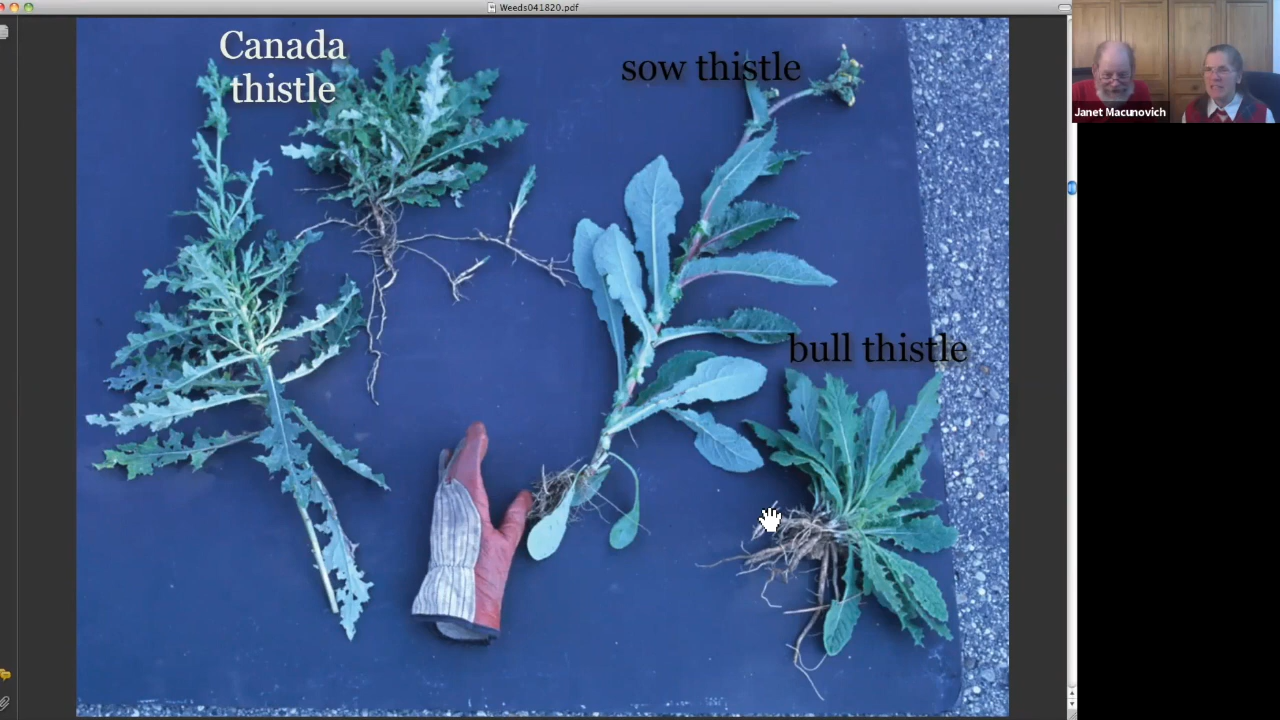 Weeds041820.pdf
Canada
thistle
sow thistle
bull thistle
Janet Macunovich